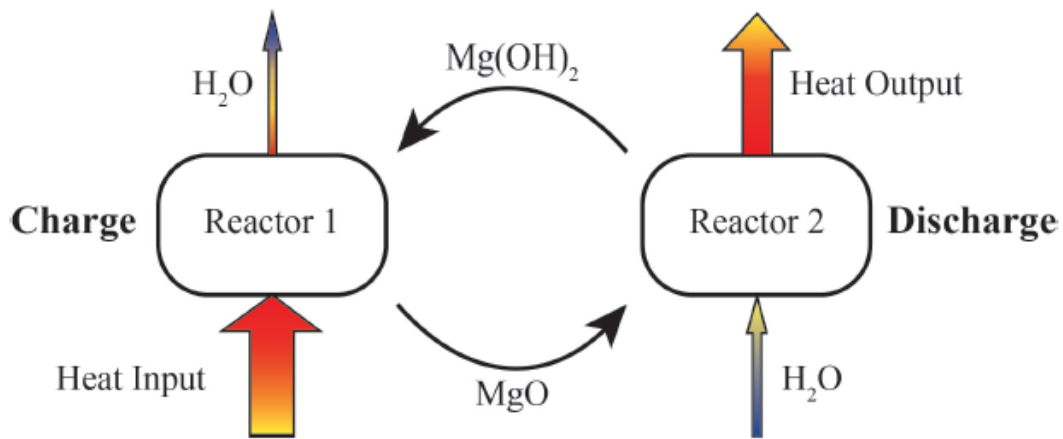 H₂O
Mg(OH)₂
Heat Output
Charge
Reactor 1
Reactor 2
Discharge
Heat Input
MgO
H₂O